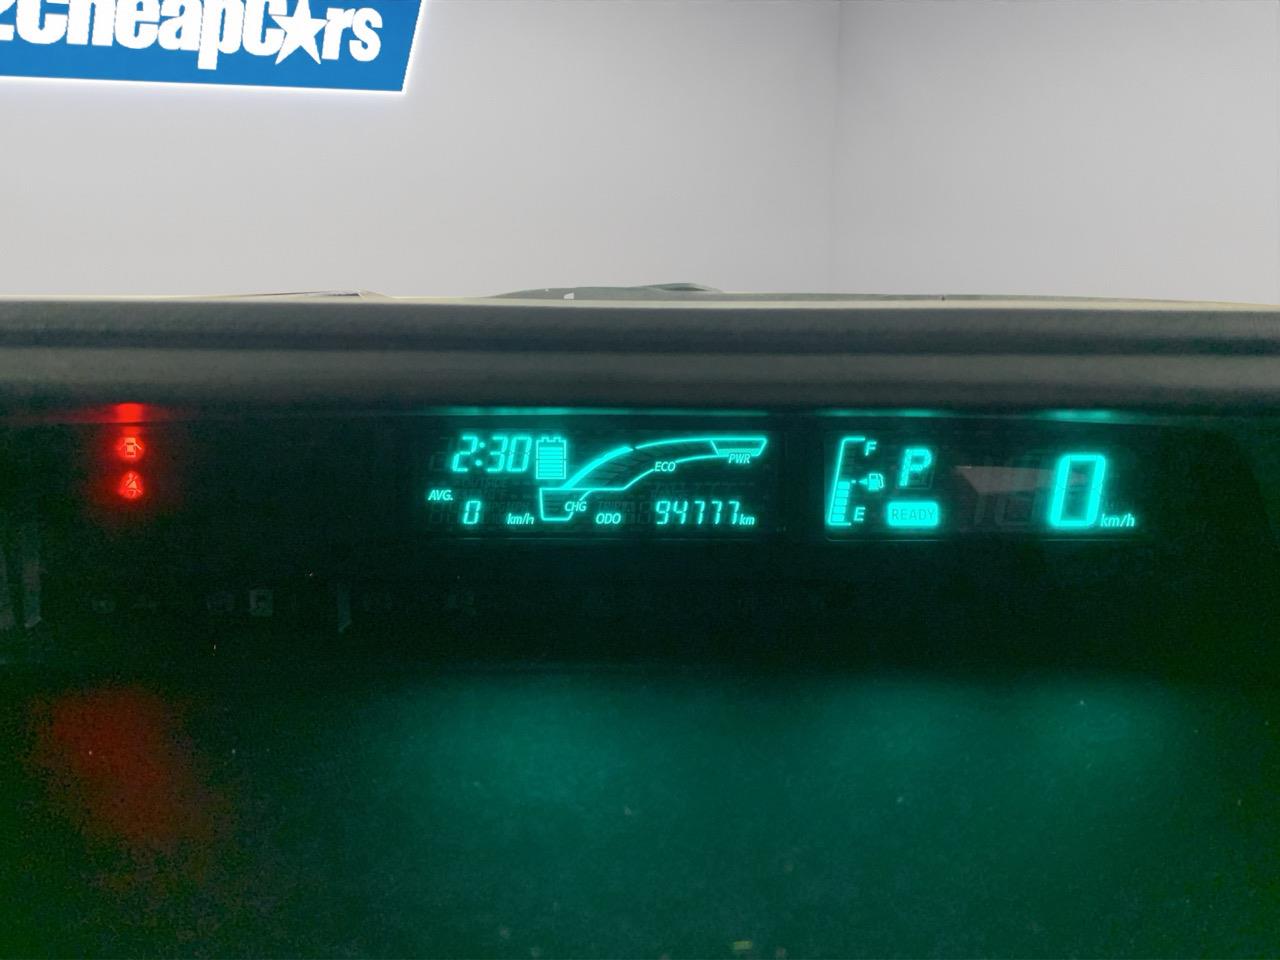 2CheapCars
2:30
AVG.
0 km/h
CHG
ECO
PWR
ODO 94777 km
F
E
P
READY
0 km/h